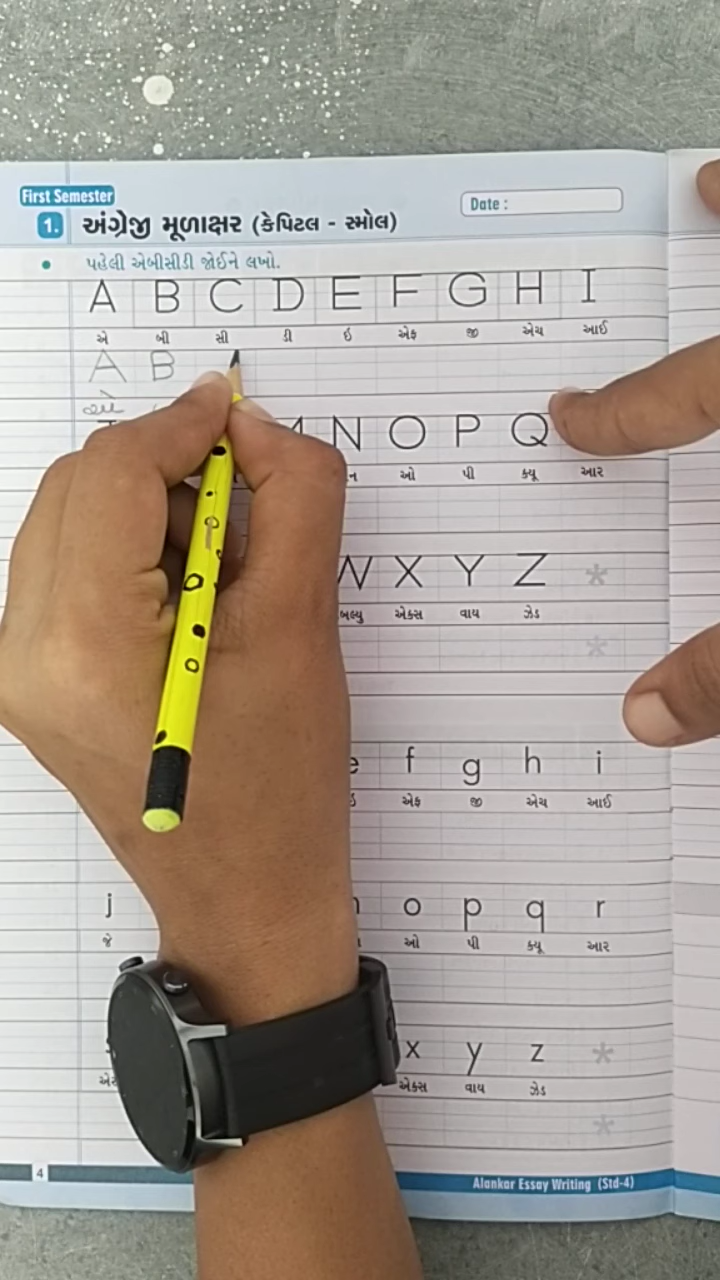 First Semester
1. અંગ્રેજી મૂળાક્ષર (કેપિટલ - સ્મોલ) Date :
• પહેલી એબીસીડી જોઈને લખો.
A B C D E F G H I
એ બી સી ડી ઇ એફ જી એચ આઈ
A B
એ
N O P Q
ઓ પી ક્યૂ આર
W X Y Z *
બલ્યુ એક્સ વાય ઝેડ
*
e f g h i
ઇ એફ જી એચ આઈ
j o p q r
જે ઓ પી ક્યૂ આર
x y z *
એક્સ વાય ઝેડ
*
4 Alankar Essay Writing (Std-4)